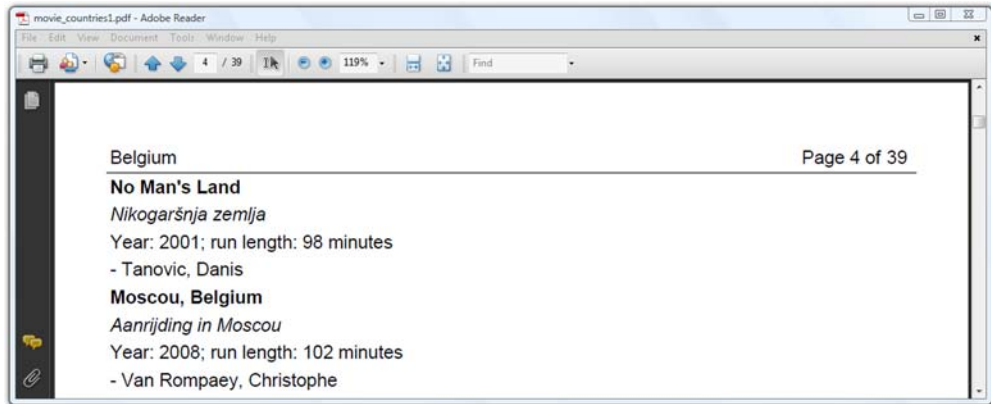 movie_countries1.pdf - Adobe Reader
File Edit View Document Tools Window Help
4 / 39 119% Find
Belgium Page 4 of 39
No Man's Land
Nikogaršnja zemlja
Year: 2001; run length: 98 minutes
- Tanovic, Danis
Moscou, Belgium
Aanrijding in Moscou
Year: 2008; run length: 102 minutes
- Van Rompaey, Christophe